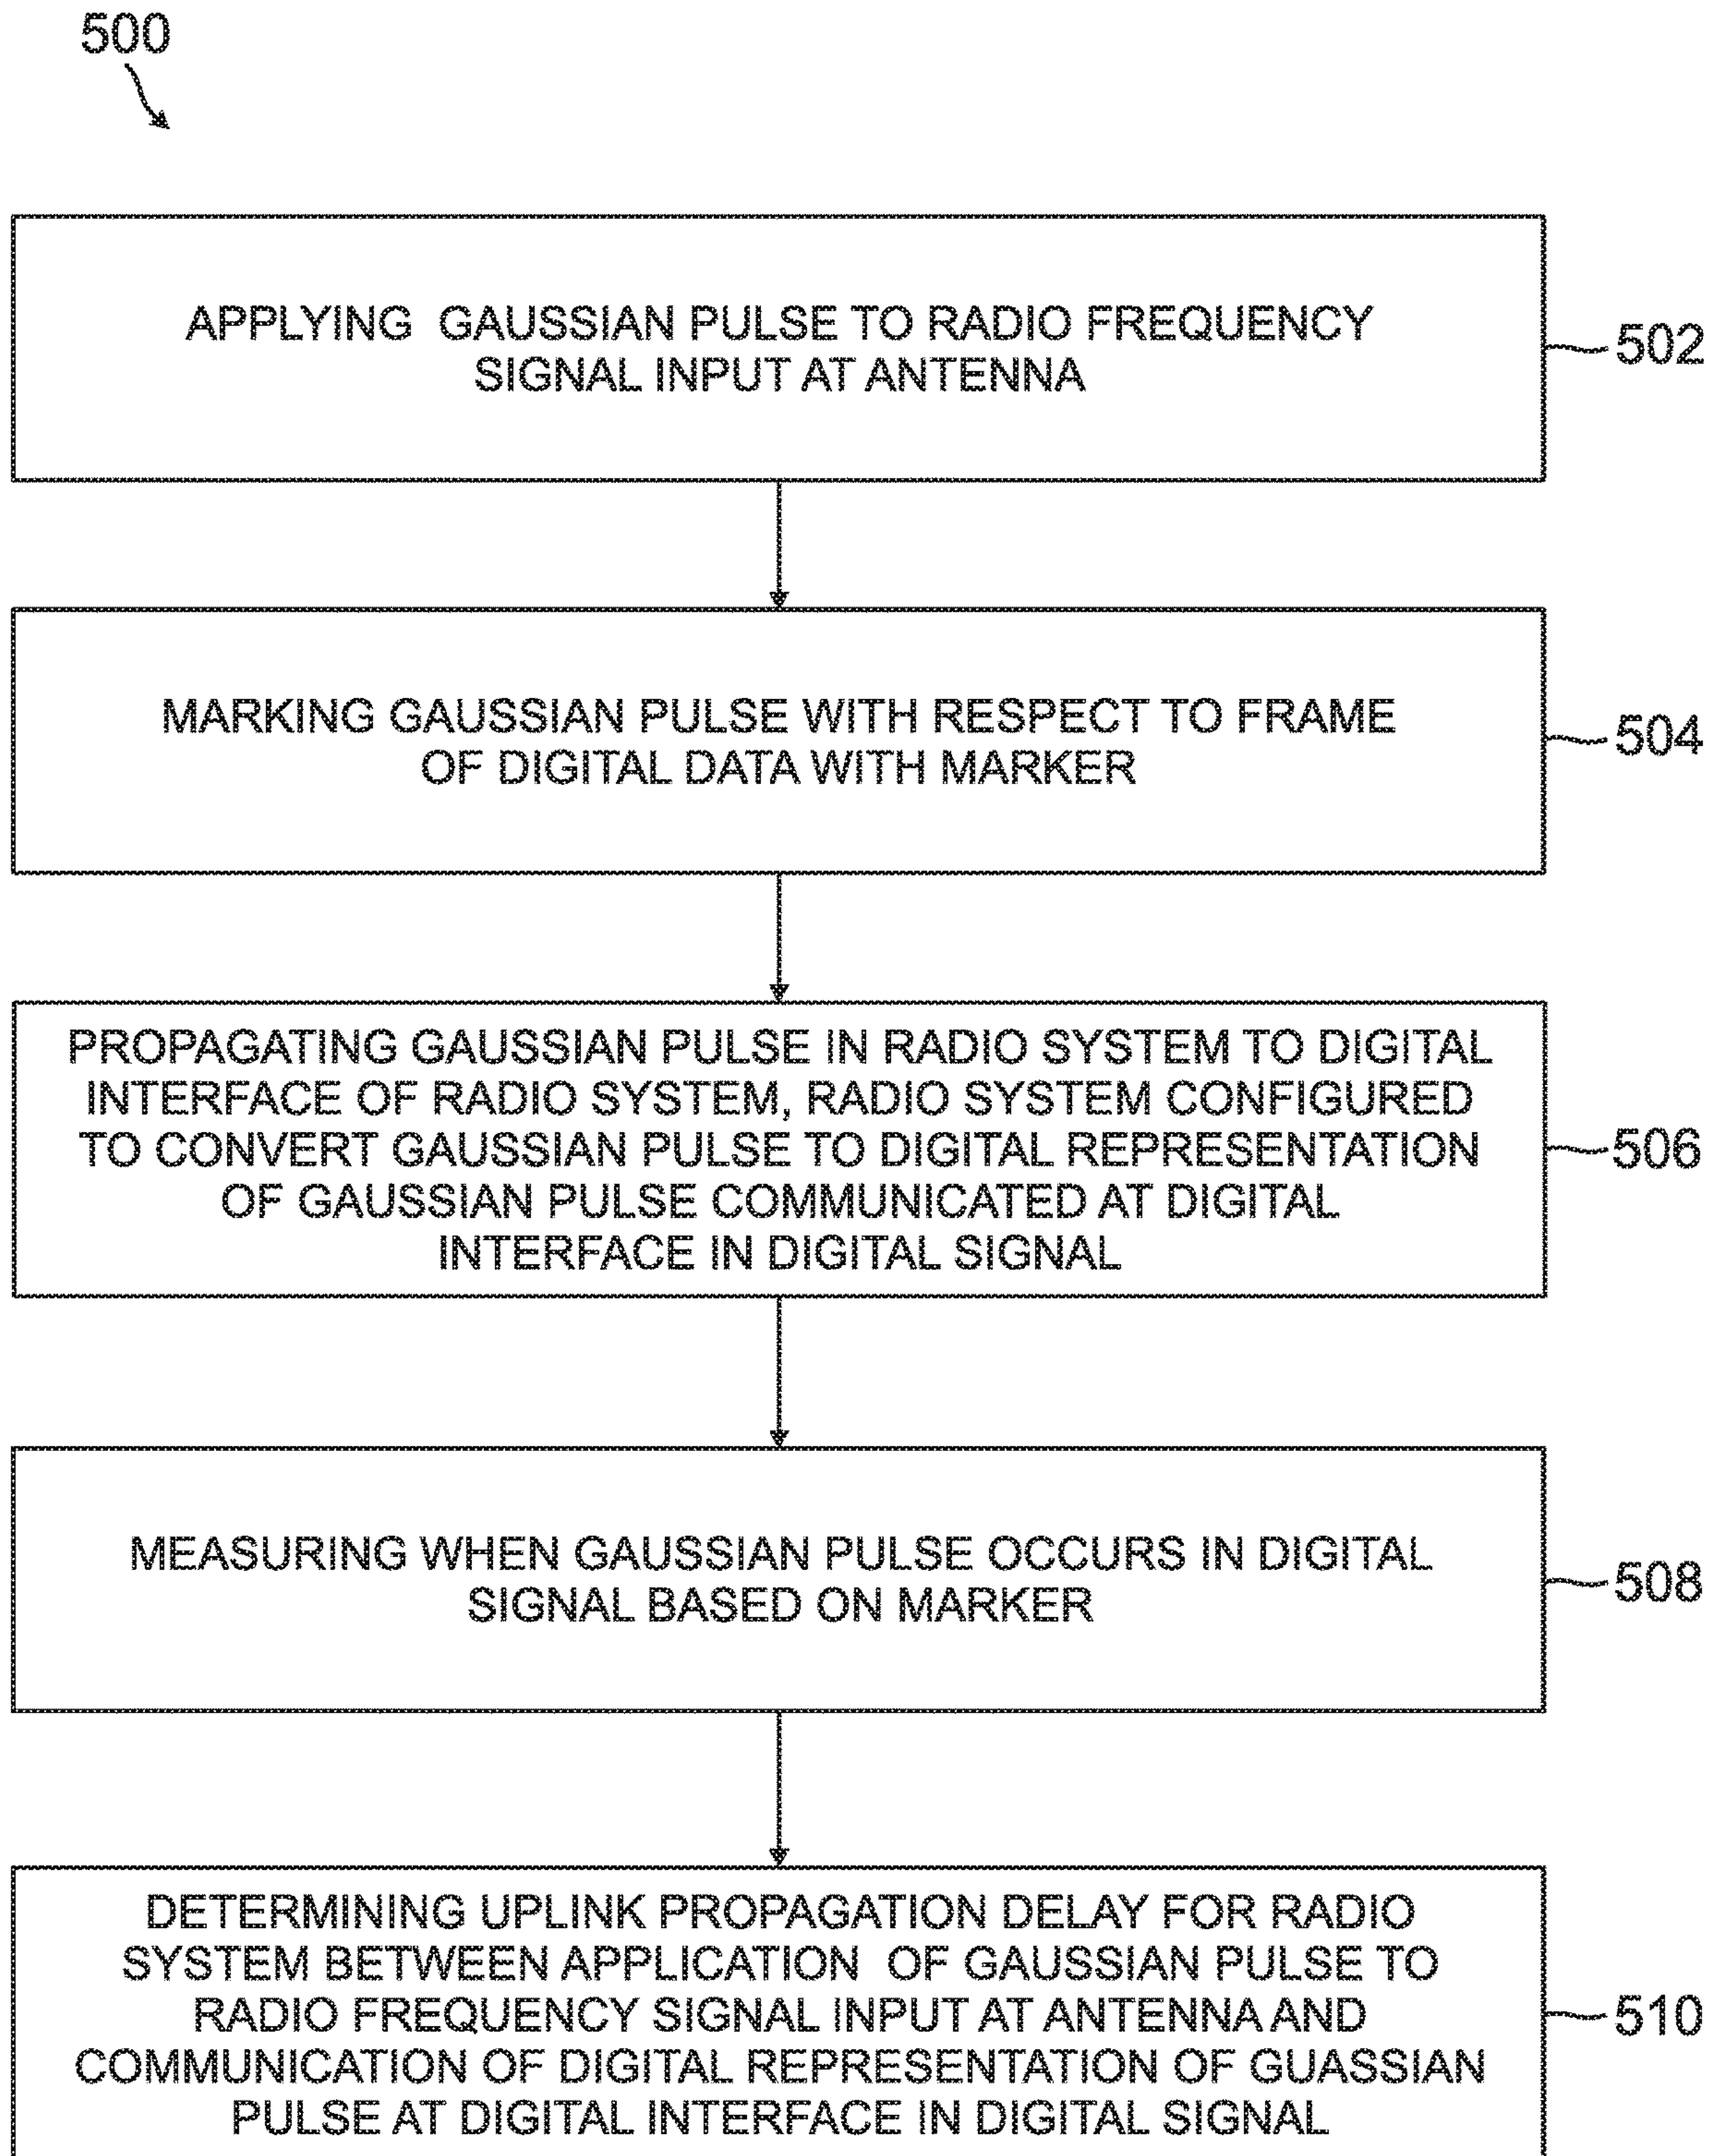 500
APPLYING GAUSSIAN PULSE TO RADIO FREQUENCY
SIGNAL INPUT AT ANTENNA
502
MARKING GAUSSIAN PULSE WITH RESPECT TO FRAME
OF DIGITAL DATA WITH MARKER
504
PROPAGATING GAUSSIAN PULSE IN RADIO SYSTEM TO DIGITAL
INTERFACE OF RADIO SYSTEM, RADIO SYSTEM CONFIGURED
TO CONVERT GAUSSIAN PULSE TO DIGITAL REPRESENTATION
OF GAUSSIAN PULSE COMMUNICATED AT DIGITAL
INTERFACE IN DIGITAL SIGNAL
506
MEASURING WHEN GAUSSIAN PULSE OCCURS IN DIGITAL
SIGNAL BASED ON MARKER
508
DETERMINING UPLINK PROPAGATION DELAY FOR RADIO
SYSTEM BETWEEN APPLICATION OF GAUSSIAN PULSE TO
RADIO FREQUENCY SIGNAL INPUT AT ANTENNA AND
COMMUNICATION OF DIGITAL REPRESENTATION OF GUASSIAN
PULSE AT DIGITAL INTERFACE IN DIGITAL SIGNAL
510